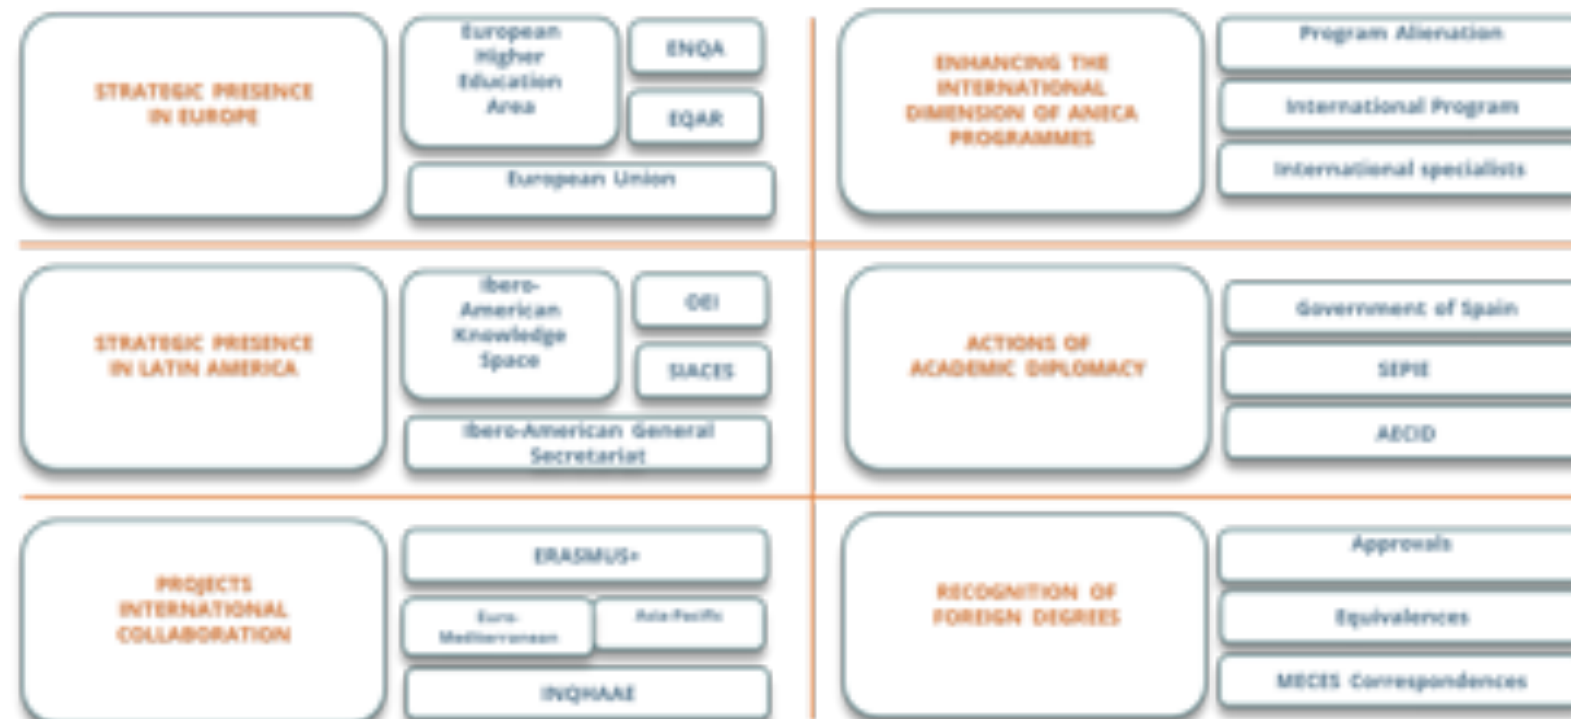 STRATEGIC PRESENCE
IN EUROPE
European
Higher
Education
Area
ENQA
EQAR
European Union
ENHANCING THE
INTERNATIONAL
DIMENSION OF ANECA
PROGRAMMES
Program Alienation
International Program
International specialists
STRATEGIC PRESENCE
IN LATIN AMERICA
Ibero-
American
Knowledge
Space
OEI
SIACES
Ibero-American General
Secretariat
ACTIONS OF
ACADEMIC DIPLOMACY
Government of Spain
SEPIE
AECID
PROJECTS
INTERNATIONAL
COLLABORATION
ERASMUS+
Euro-
Mediterranean
Asia-Pacific
INQHAAE
RECOGNITION OF
FOREIGN DEGREES
Approvals
Equivalences
MECES Correspondences